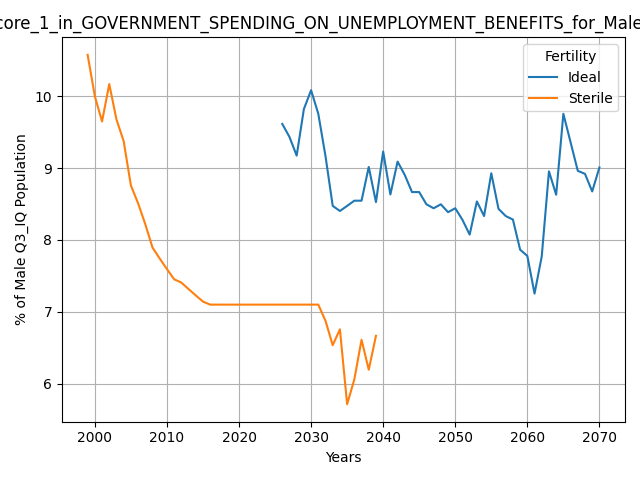 core_1_in_GOVERNMENT_SPENDING_ON_UNEMPLOYMENT_BENEFITS_for_Male
Fertility
Ideal
Sterile
% of Male Q3_IQ Population
10
9
8
7
6
2000 2010 2020 2030 2040 2050 2060 2070
Years